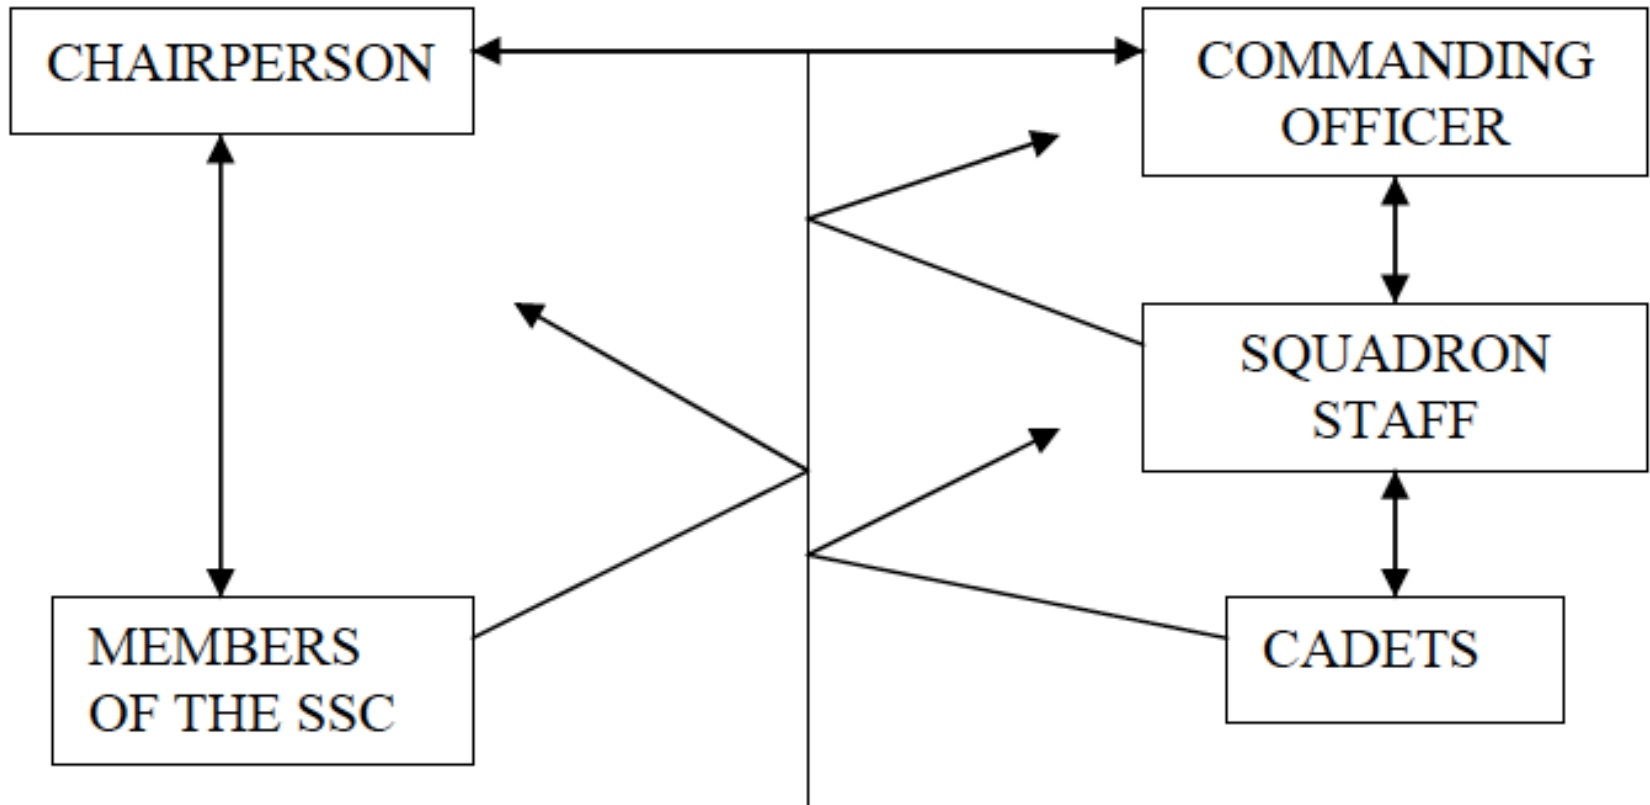 CHAIRPERSON
COMMANDING
OFFICER
SQUADRON
STAFF
MEMBERS
OF THE SSC
CADETS